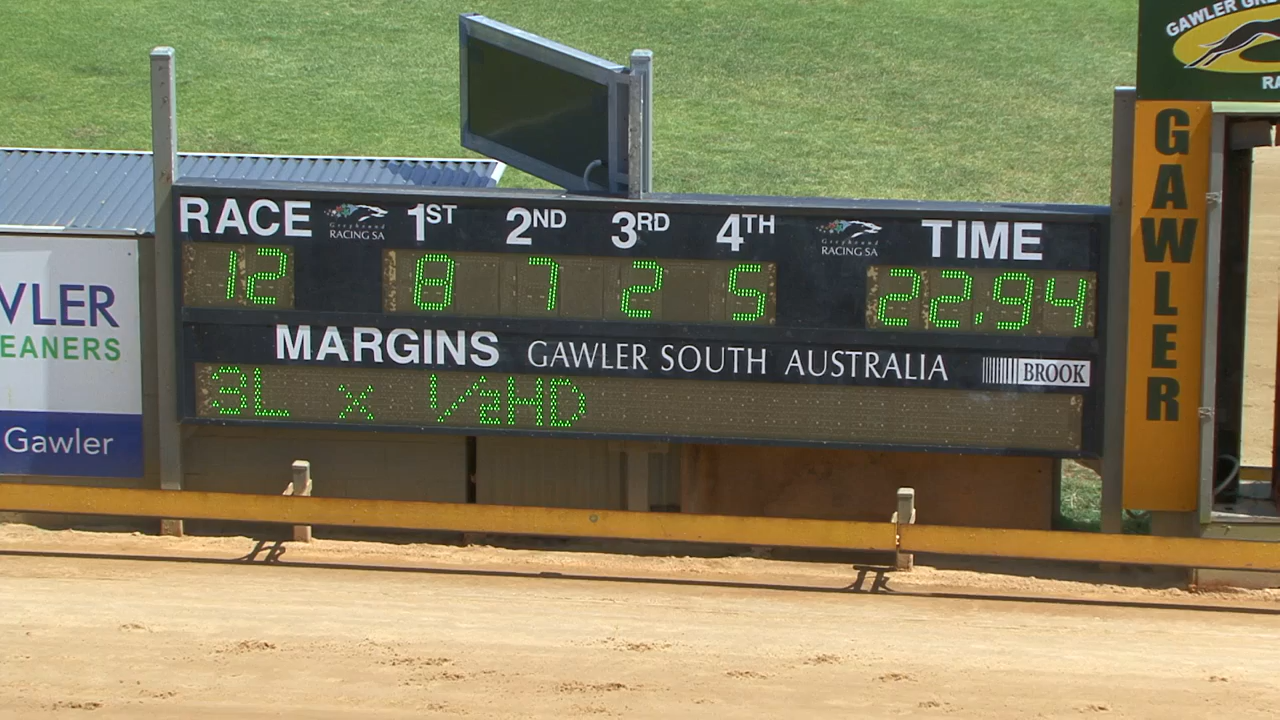 GAWLER GRE
RA
GAWLER
RACE
Greyhound
RACING SA
1ST
2ND
3RD
4TH
Greyhound
RACING SA
TIME
12
8
7
2
5
22.94
MARGINS
GAWLER SOUTH AUSTRALIA
BROOK
3L x 1/2HD
WLER
EANERS
Gawler